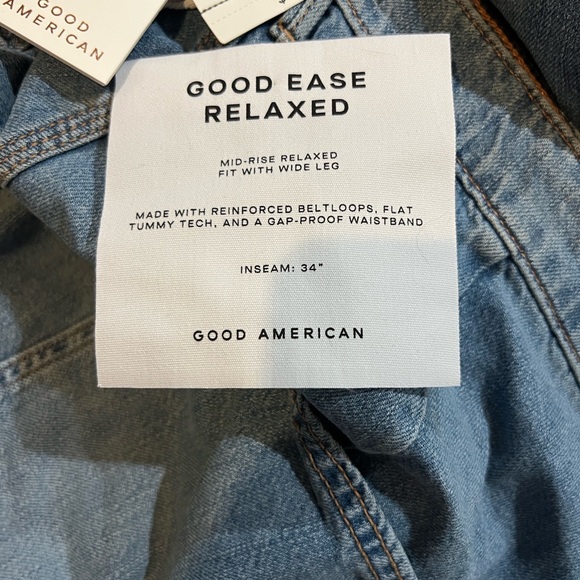 GOOD
AMERICAN
GOOD EASE
RELAXED
MID-RISE RELAXED
FIT WITH WIDE LEG
MADE WITH REINFORCED BELTLOOPS, FLAT
TUMMY TECH, AND A GAP-PROOF WAISTBAND
INSEAM: 34"
GOOD AMERICAN